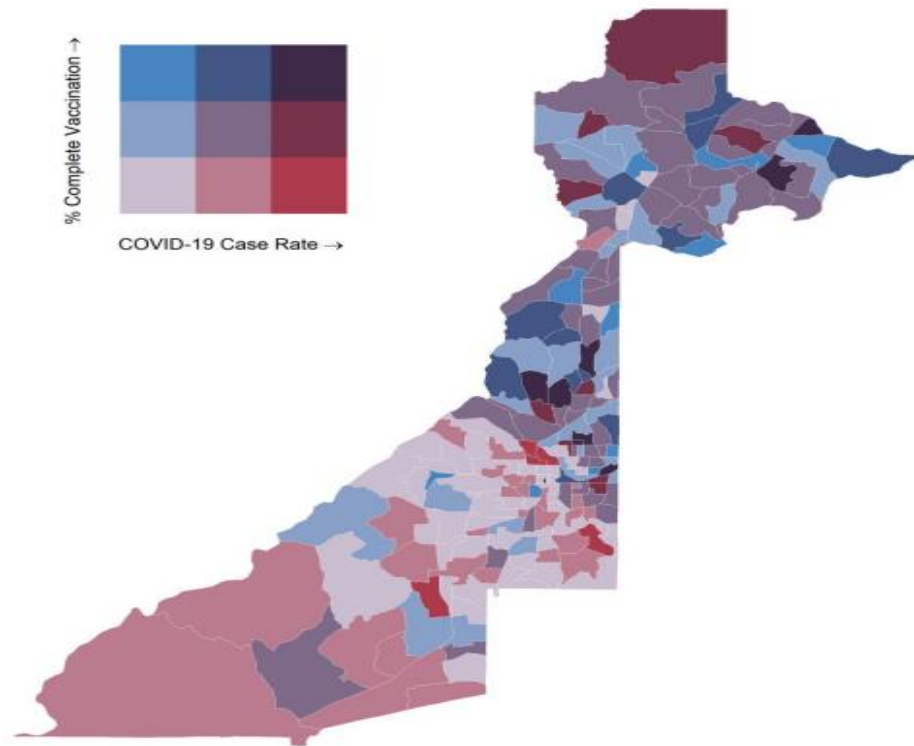 % Complete Vaccination →
COVID-19 Case Rate →